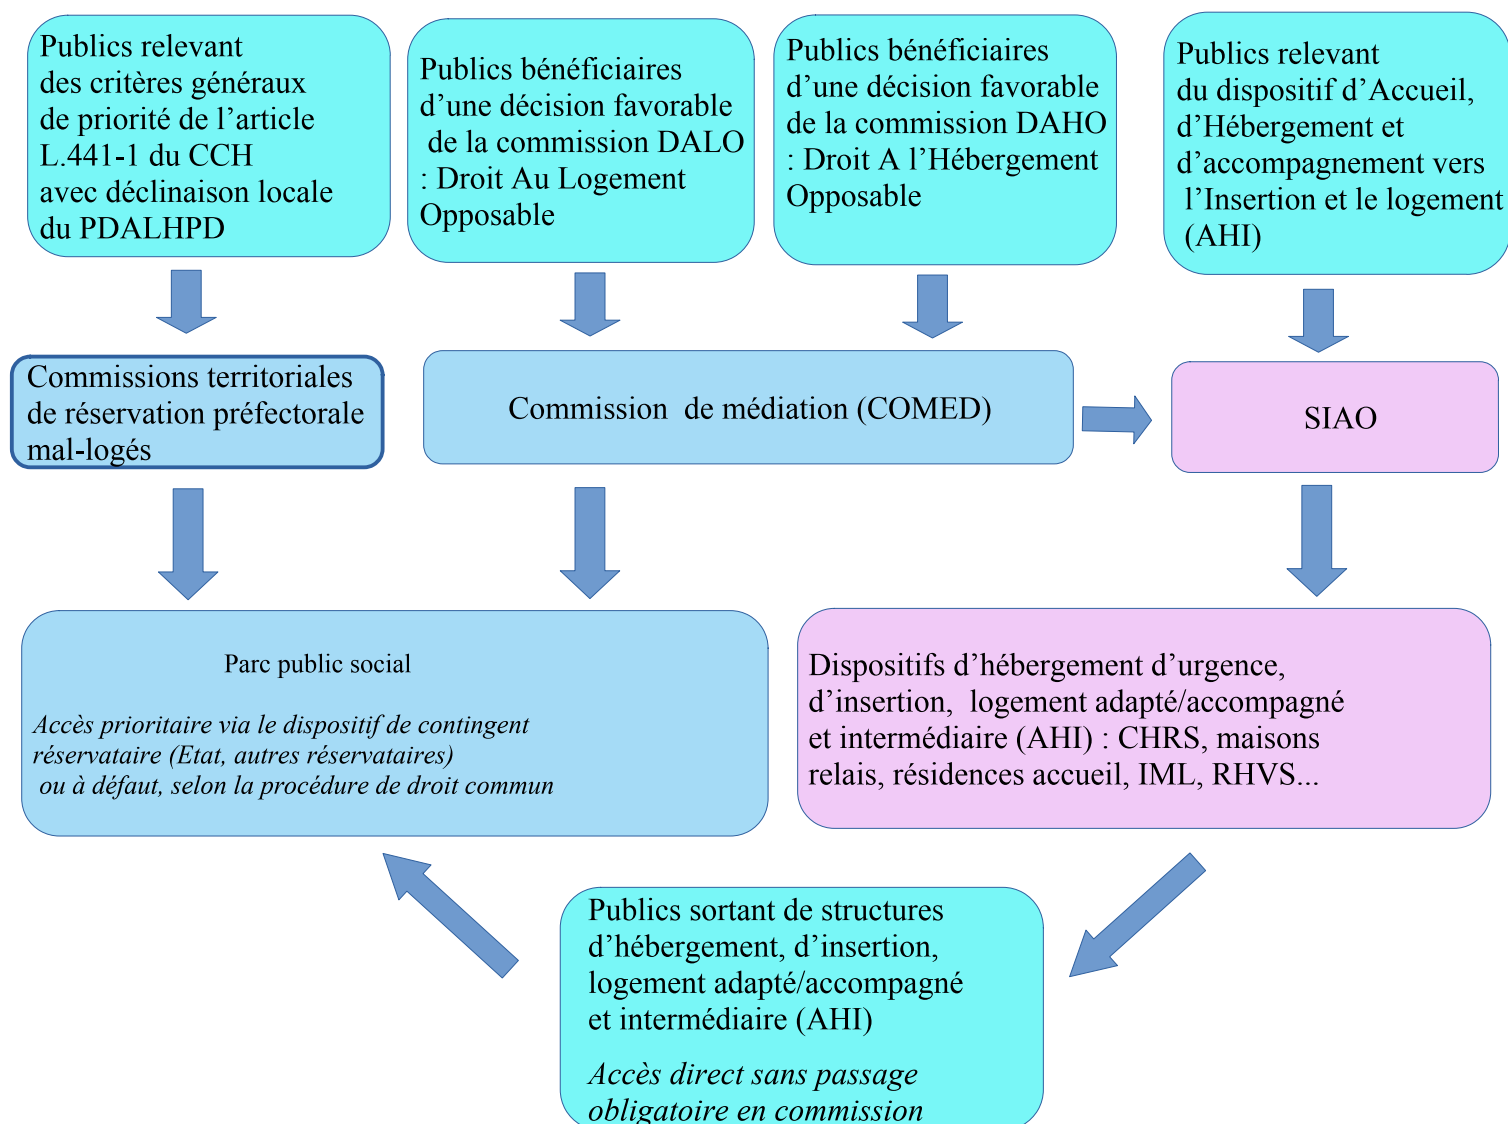 Publics relevant
des critères généraux
de priorité de l’article
L.441-1 du CCH
avec déclinaison locale
du PDALHPD
Publics bénéficiaires
d’une décision favorable
de la commission DALO
: Droit Au Logement
Opposable
Publics bénéficiaires
d’une décision favorable
de la commission DAHO
: Droit A l’Hébergement
Opposable
Publics relevant
du dispositif d’Accueil,
d’Hébergement et
d’accompagnement vers
l’Insertion et le logement
(AHI)
Commissions territoriales
de réservation préfectorale
mal-logés
Commission de médiation (COMED)
SIAO
Parc public social
Accès prioritaire via le dispositif de contingent
réservataire (Etat, autres réservataires)
ou à défaut, selon la procédure de droit commun
Dispositifs d’hébergement d’urgence,
d’insertion, logement adapté/accompagné
et intermédiaire (AHI) : CHRS, maisons
relais, résidences accueil, IML, RHVS...
Publics sortant de structures
d’hébergement, d’insertion,
logement adapté/accompagné
et intermédiaire (AHI)
Accès direct sans passage
obligatoire en commission